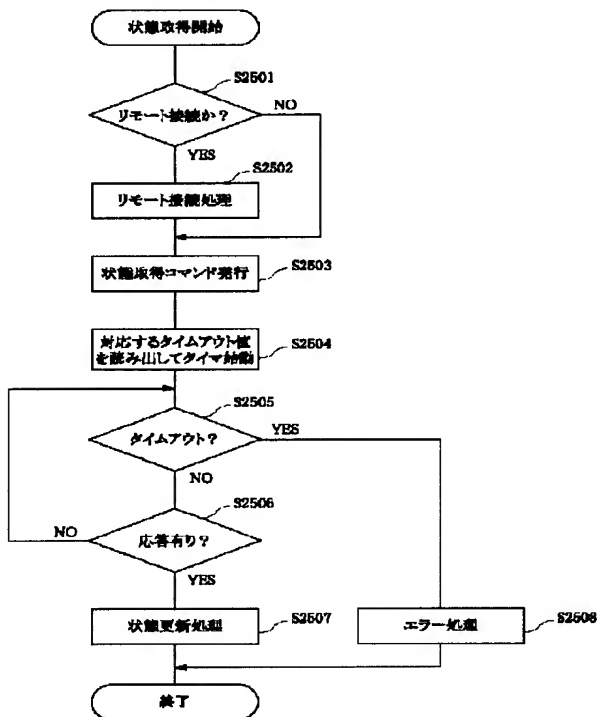 状態取得開始
S2501
リモート接続か?
NO
YES
S2502
リモート接続処理
状態取得コマンド発行
S2503
対応するタイムアウト値
を読み出してタイマ始動
S2504
S2505
タイムアウト?
YES
NO
S2506
NO
応答有り?
YES
状態更新処理
S2507
エラー処理
S2508
終了